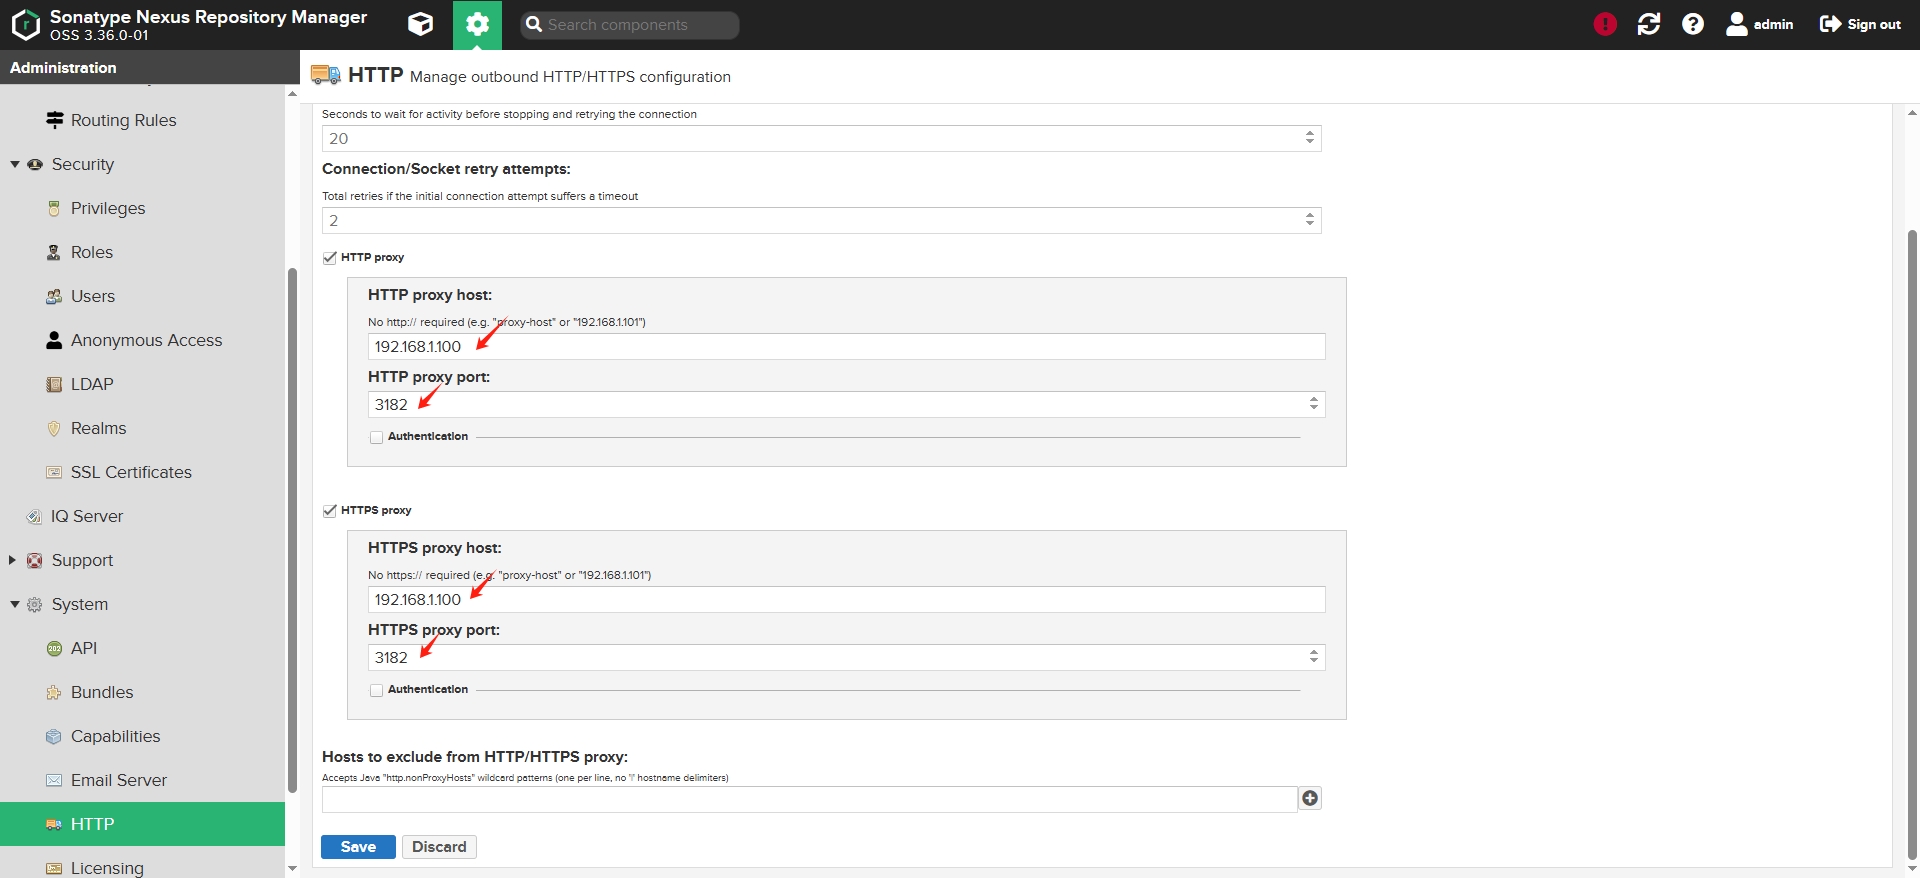 Sonatype Nexus Repository Manager
OSS 3.36.0-01
Search components
admin
Sign out
Administration
Routing Rules
Security
Privileges
Roles
Users
Anonymous Access
LDAP
Realms
SSL Certificates
IQ Server
Support
System
API
Bundles
Capabilities
Email Server
HTTP
Licensing
HTTP Manage outbound HTTP/HTTPS configuration
Seconds to wait for activity before stopping and retrying the connection
20
Connection/Socket retry attempts:
Total retries if the initial connection attempt suffers a timeout
2
HTTP proxy
HTTP proxy host:
No http:// required (e.g. "proxy-host" or "192.168.1.101")
192.168.1.100
HTTP proxy port:
3182
Authentication
HTTPS proxy
HTTPS proxy host:
No https:// required (e.g. "proxy-host" or "192.168.1.101")
192.168.1.100
HTTPS proxy port:
3182
Authentication
Hosts to exclude from HTTP/HTTPS proxy:
Accepts Java "http.nonProxyHosts" wildcard patterns (one per line, no '|' hostname delimiters)
Save
Discard